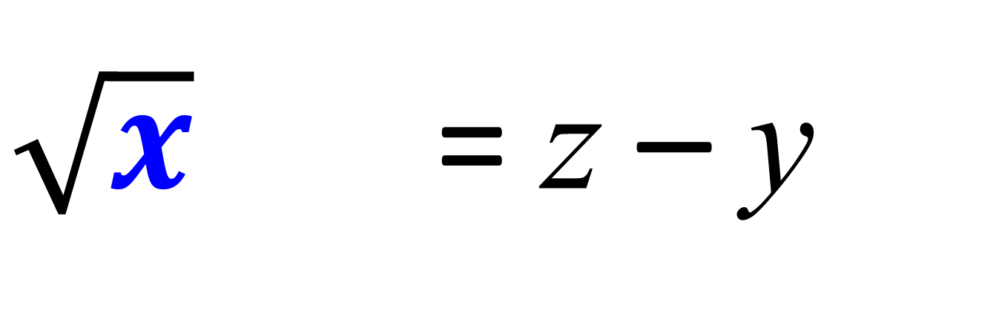 √x = z − y